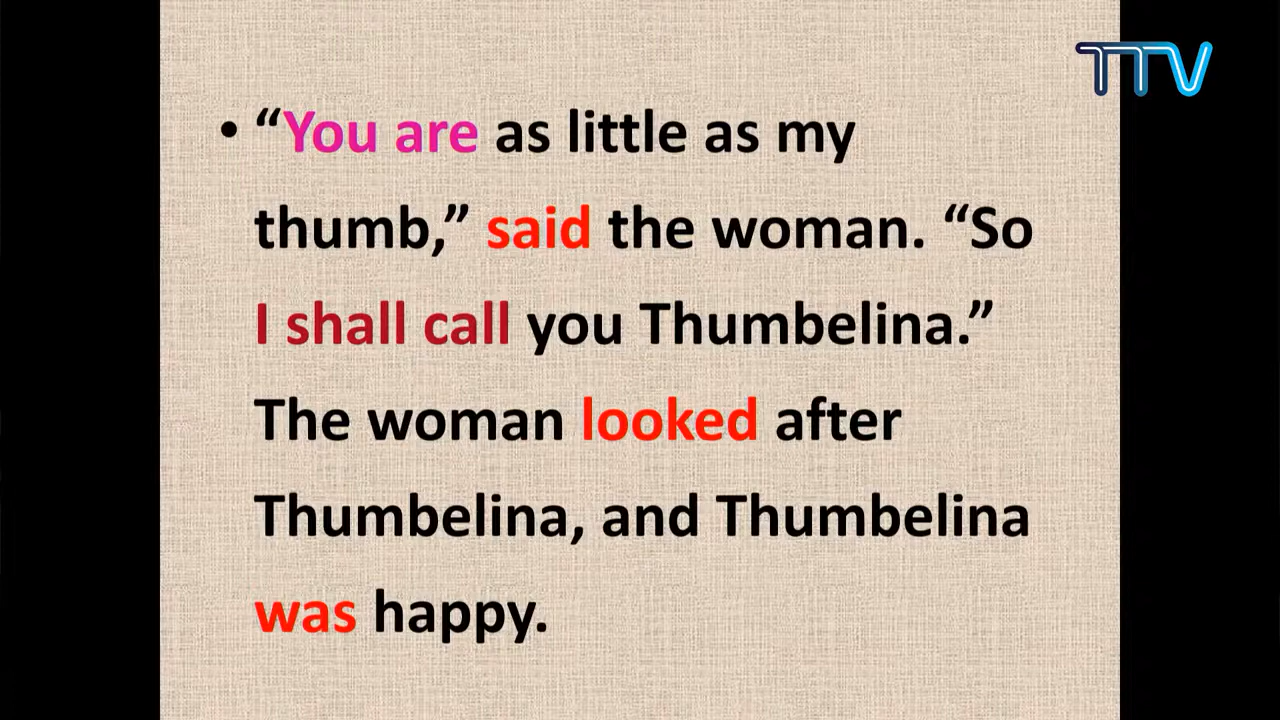 TTV
• “You are as little as my
thumb,” said the woman. “So
I shall call you Thumbelina.”
The woman looked after
Thumbelina, and Thumbelina
was happy.